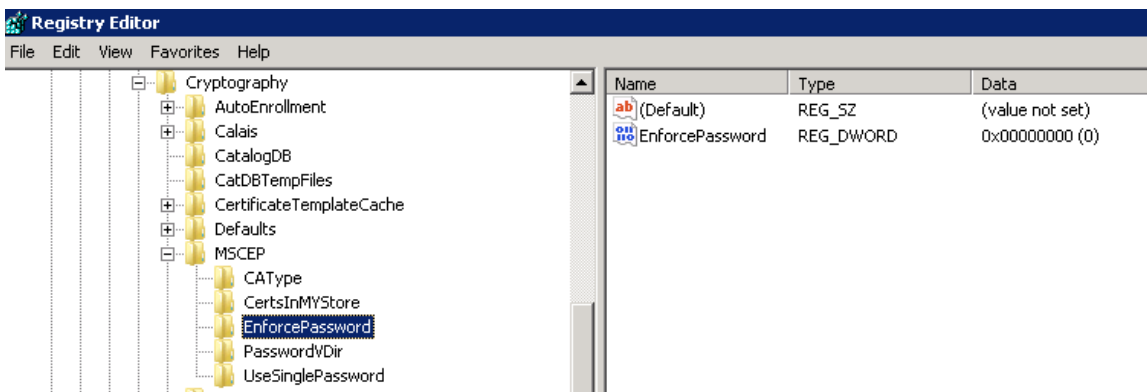 Registry Editor
File Edit View Favorites Help
Cryptography
AutoEnrollment
Calais
CatalogDB
CatDBTempFiles
CertificateTemplateCache
Defaults
MSCEP
CAType
CertsInMYStore
EnforcePassword
PasswordVDir
UseSinglePassword
Name Type Data
(Default) REG_SZ (value not set)
EnforcePassword REG_DWORD 0x00000000 (0)